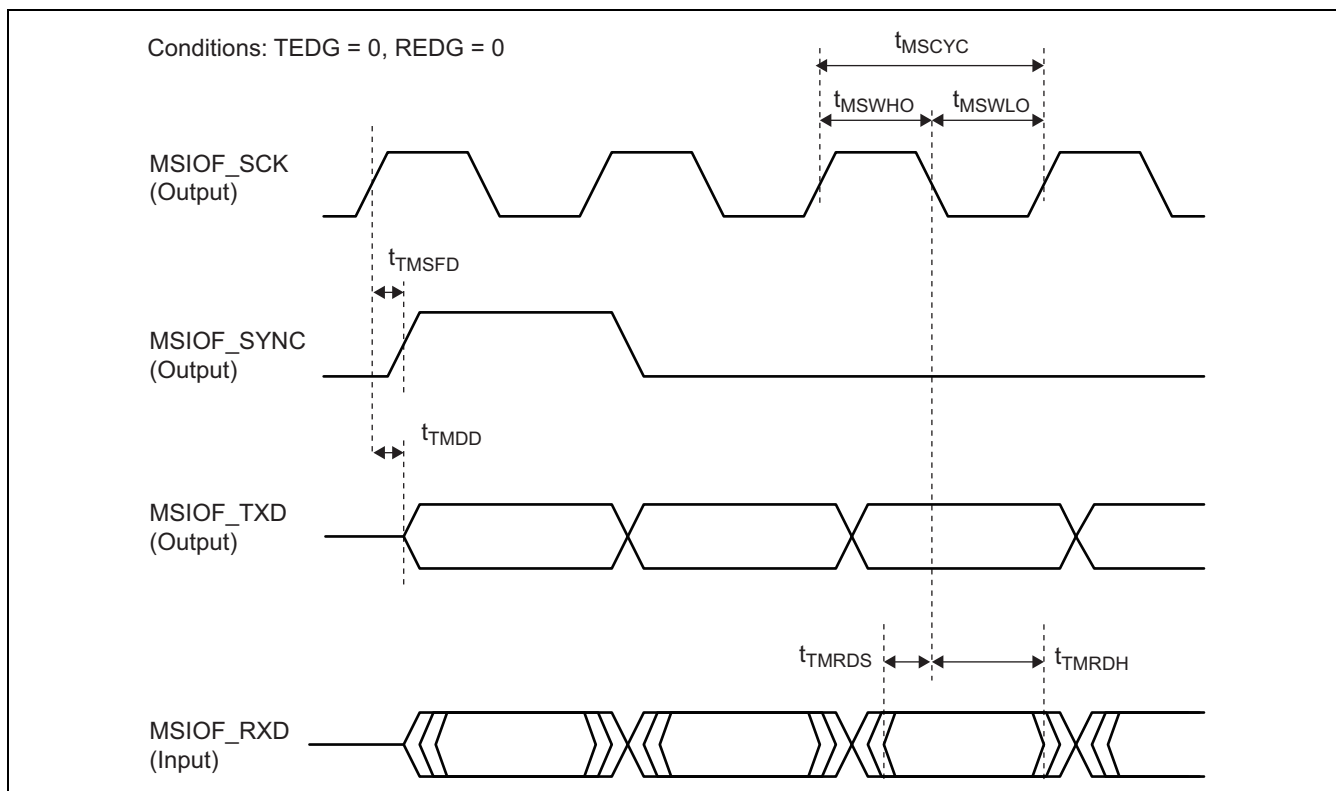 Conditions: TEDG = 0, REDG = 0
tMSCYC
tMSWHO
tMSWLO
MSIOF_SCK
(Output)
tTMSFD
MSIOF_SYNC
(Output)
tTMDD
MSIOF_TXD
(Output)
tTMRDS
tTMRDH
MSIOF_RXD
(Input)